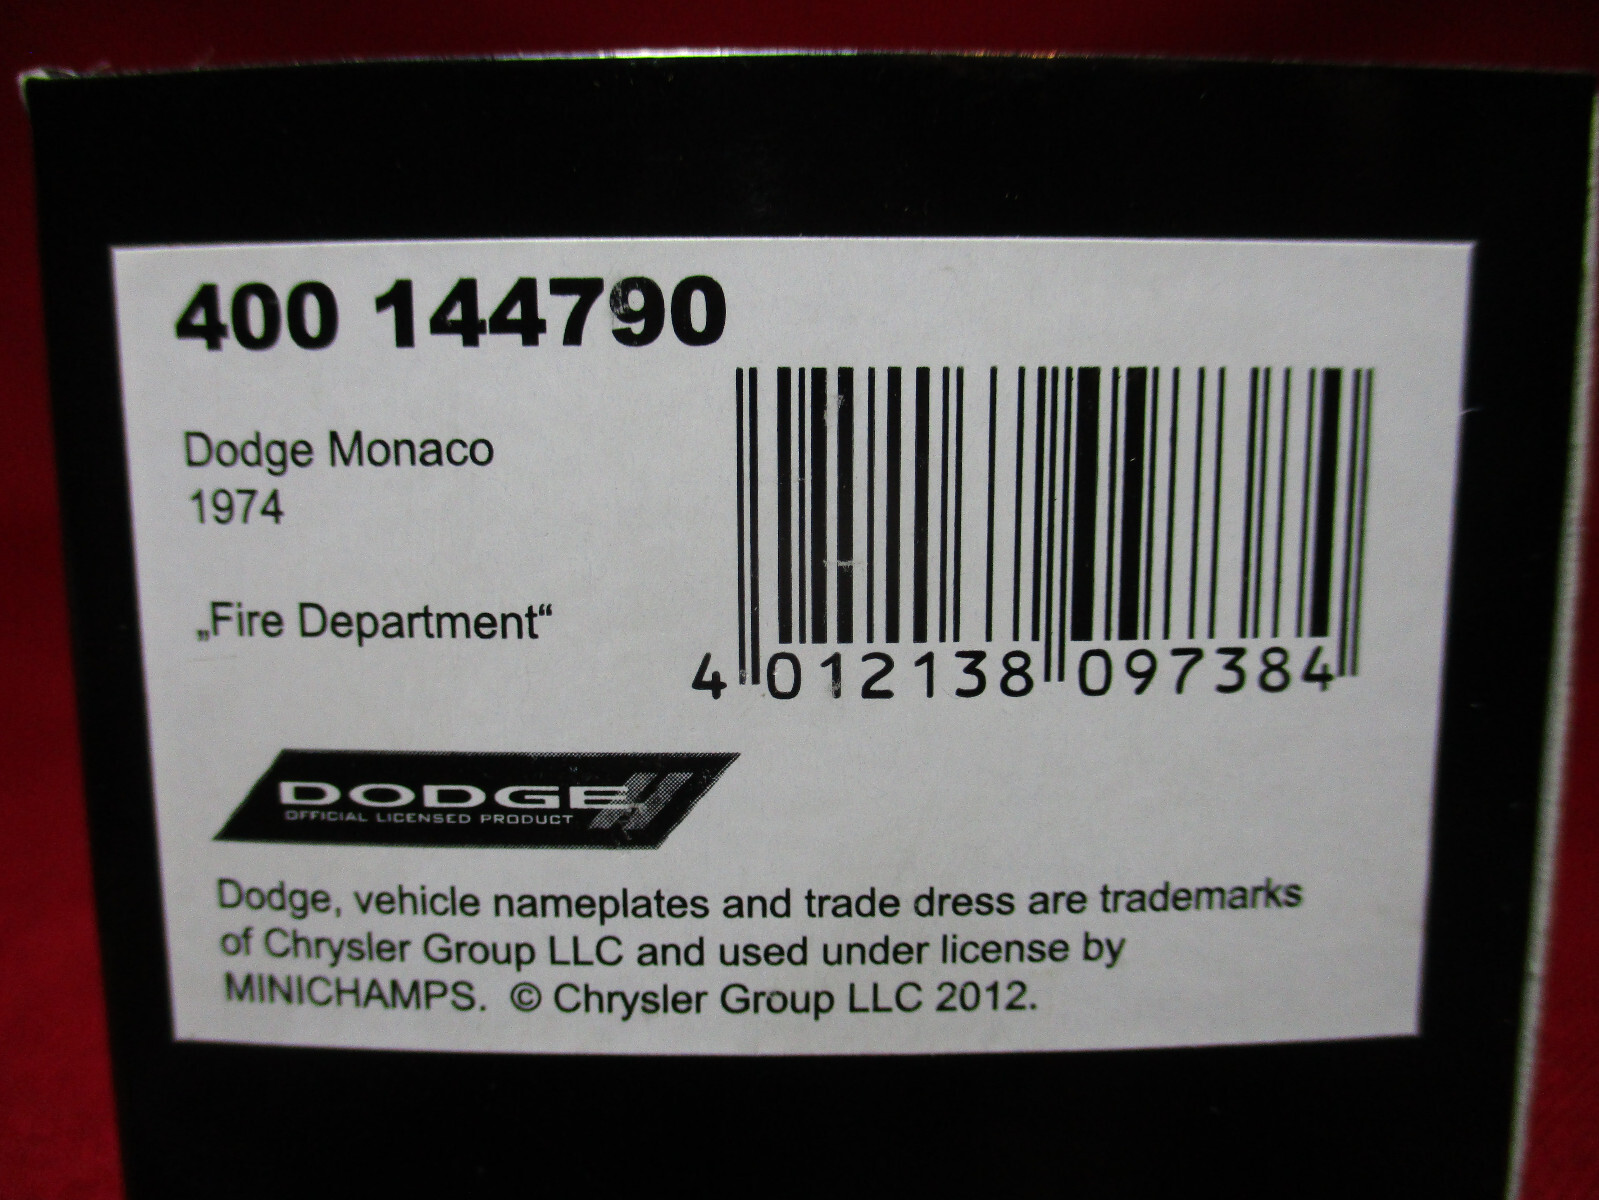 400 144790
Dodge Monaco
1974
„Fire Department“
4 012138 097384
DODGE
OFFICIAL LICENSED PRODUCT
Dodge, vehicle nameplates and trade dress are trademarks
of Chrysler Group LLC and used under license by
MINICHAMPS. © Chrysler Group LLC 2012.